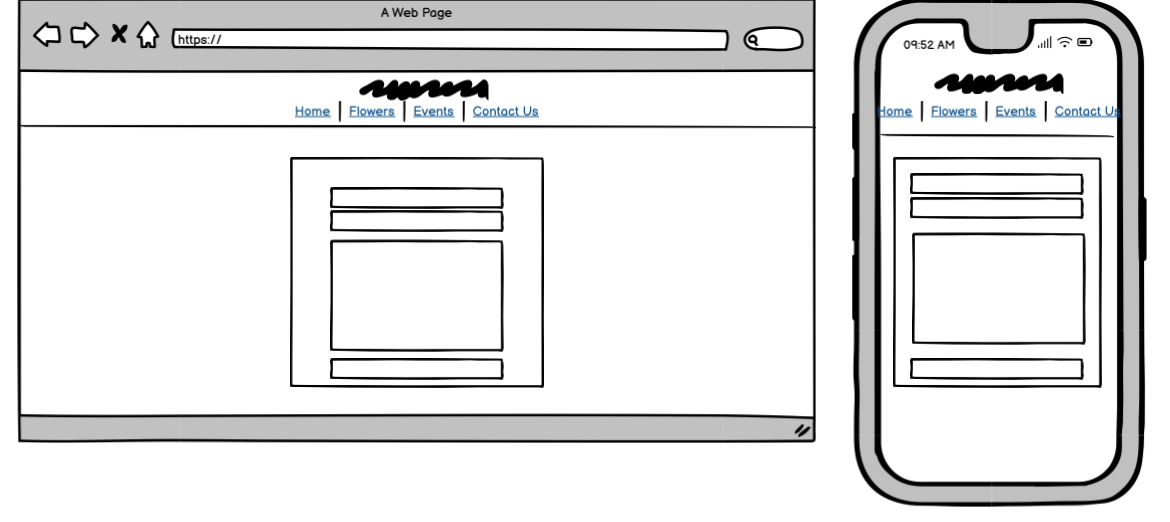 A Web Page
https://
Home | Flowers | Events | Contact Us
09:52 AM
Home | Flowers | Events | Contact Us